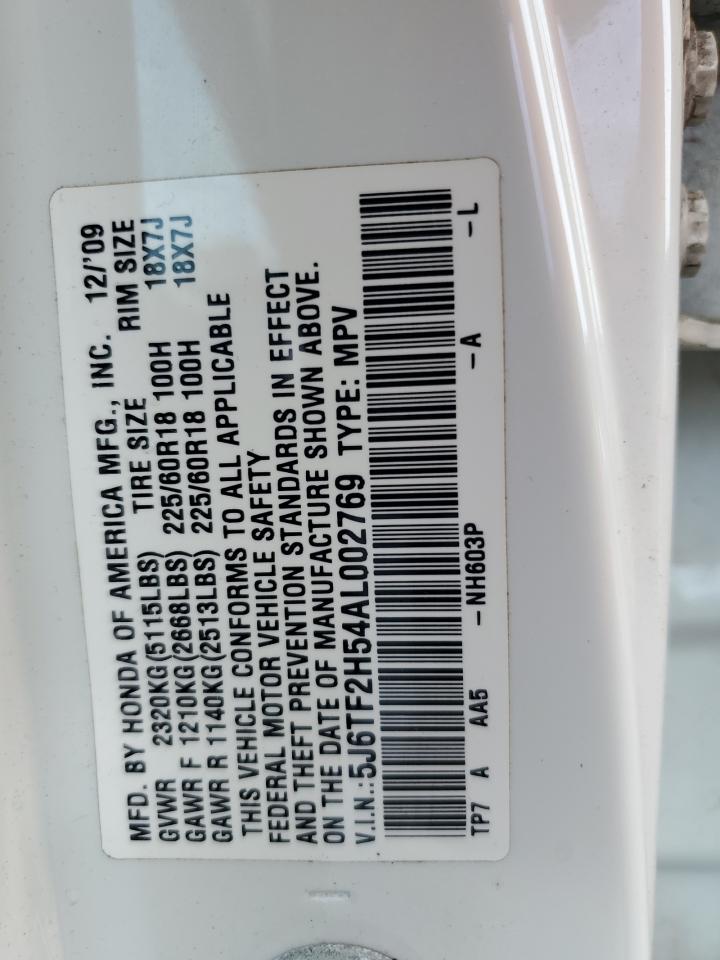 MFD. BY HONDA OF AMERICA MFG., INC. 12/'09
GVWR 2320KG(5115LBS) TIRE SIZE RIM SIZE
GAWR F 1210KG(2668LBS) 225/60R18 100H 18X7J
GAWR R 1140KG(2513LBS) 225/60R18 100H 18X7J
THIS VEHICLE CONFORMS TO ALL APPLICABLE
FEDERAL MOTOR VEHICLE SAFETY
AND THEFT PREVENTION STANDARDS IN EFFECT
ON THE DATE OF MANUFACTURE SHOWN ABOVE.
V.I.N.:5J6TF2H54AL002769 TYPE: MPV
TP7 A AA5 -NH603P -A -L